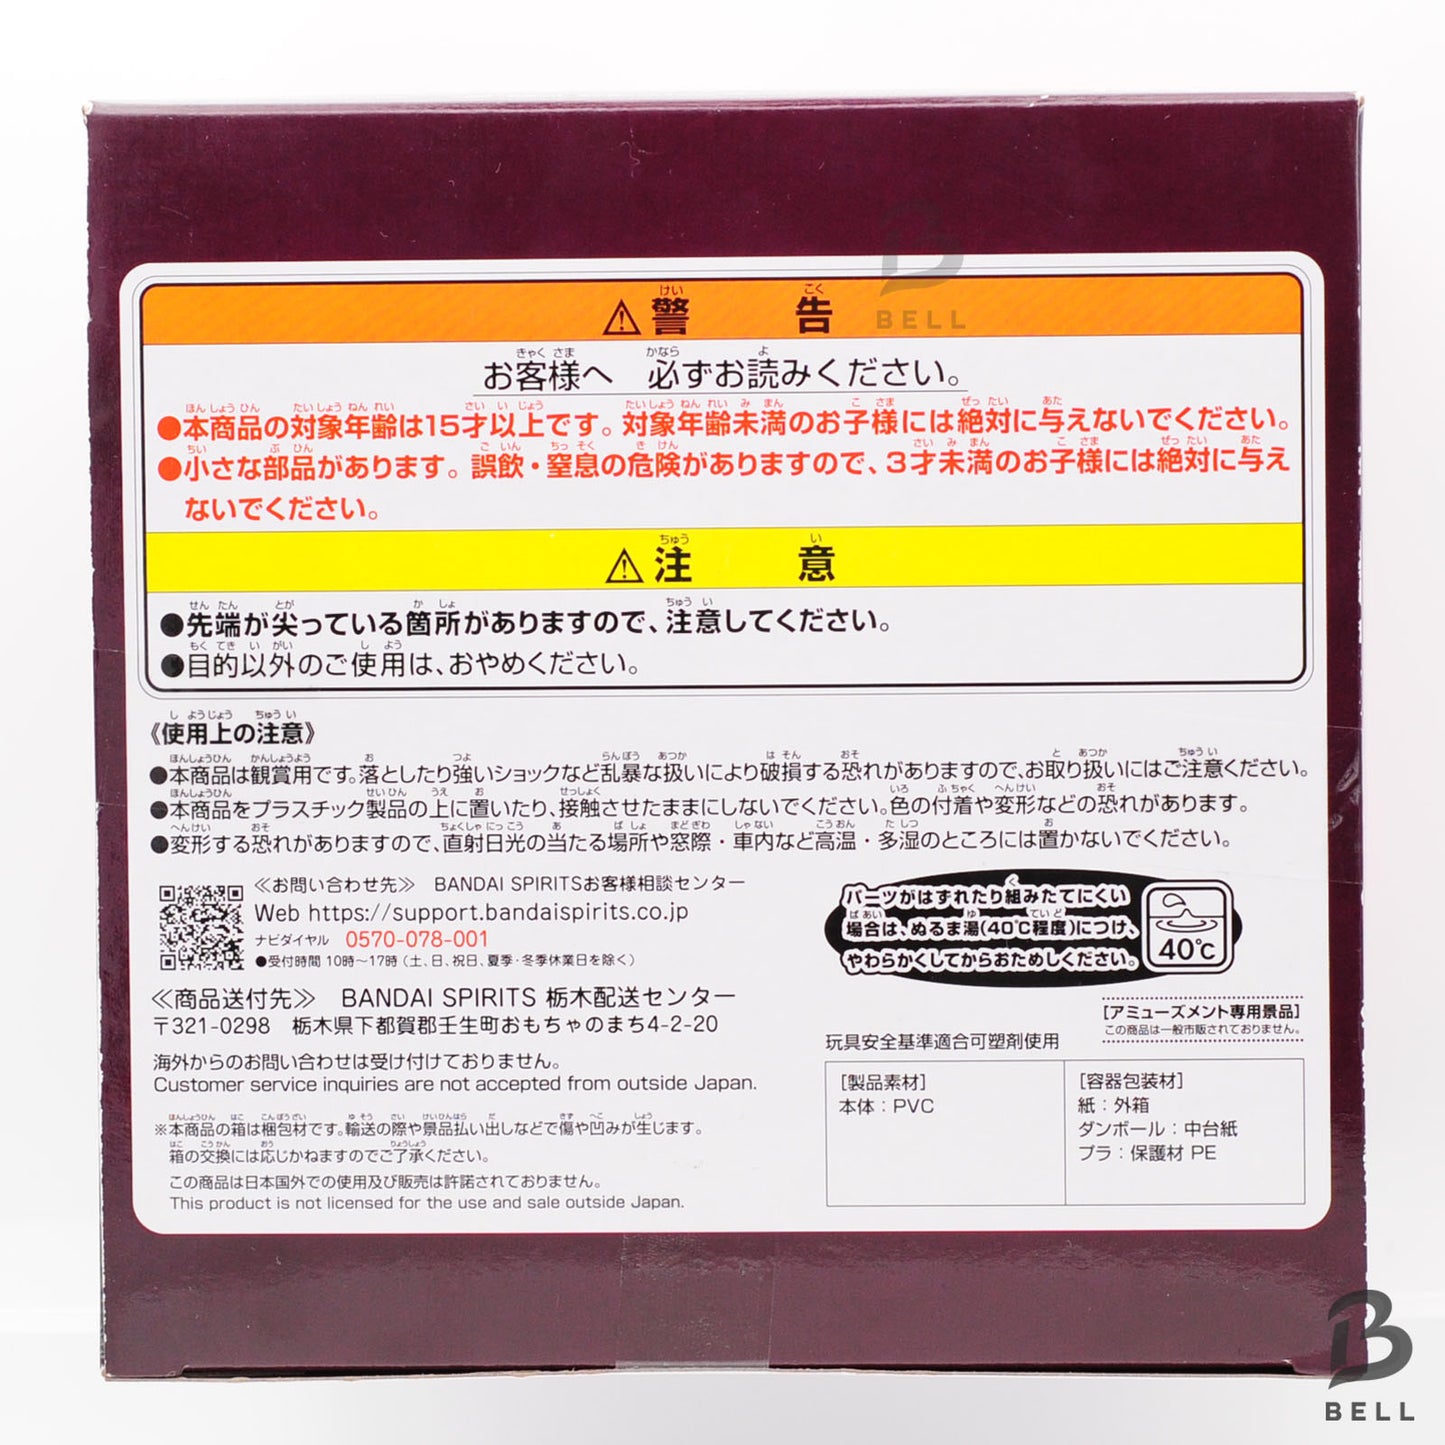 ⚠警告
お客様へ 必ずお読みください。
●本商品の対象年齢は15才以上です。対象年齢未満のお子様には絶対に与えないでください。
●小さな部品があります。誤飲・窒息の危険がありますので、3才未満のお子様には絶対に与え
ないでください。
⚠注意
●先端が尖っている箇所がありますので、注意してください。
●目的以外のご使用は、おやめください。
《使用上の注意》
●本商品は観賞用です。落としたり強いショックなど乱暴な扱いにより破損する恐れがありますので、お取り扱いにはご注意ください。
●本商品をプラスチック製品の上に置いたり、接触させたままにしないでください。色の付着や変形などの恐れがあります。
●変形する恐れがありますので、直射日光の当たる場所や窓際・車内など高温・多湿のところには置かないでください。
≪お問い合わせ先≫ BANDAI SPIRITSお客様相談センター
Web https://support.bandaispirits.co.jp
ナビダイヤル 0570-078-001
●受付時間 10時〜17時(土、日、祝日、夏季・冬季休業日を除く)
パーツがはずれたり組みたてにくい
場合は、ぬるま湯(40℃程度)につけ、
やわらかくしてからおためしください。
40℃
≪商品送付先≫ BANDAI SPIRITS 栃木配送センター
〒321-0298 栃木県下都賀郡壬生町おもちゃのまち4-2-20
海外からのお問い合わせは受け付けておりません。
Customer service inquiries are not accepted from outside Japan.
※本商品の箱は梱包材です。輸送の際や景品払い出しなどで傷や凹みが生じます。
箱の交換には応じかねますのでご了承ください。
この商品は日本国外での使用及び販売は許諾されておりません。
This product is not licensed for the use and sale outside Japan.
[アミューズメント専用景品]
この商品は一般市販されておりません。
玩具安全基準適合可塑剤使用
[製品素材]
本体:PVC
[容器包装材]
紙:外箱
ダンボール:中台紙
プラ:保護材 PE
BELL
BELL